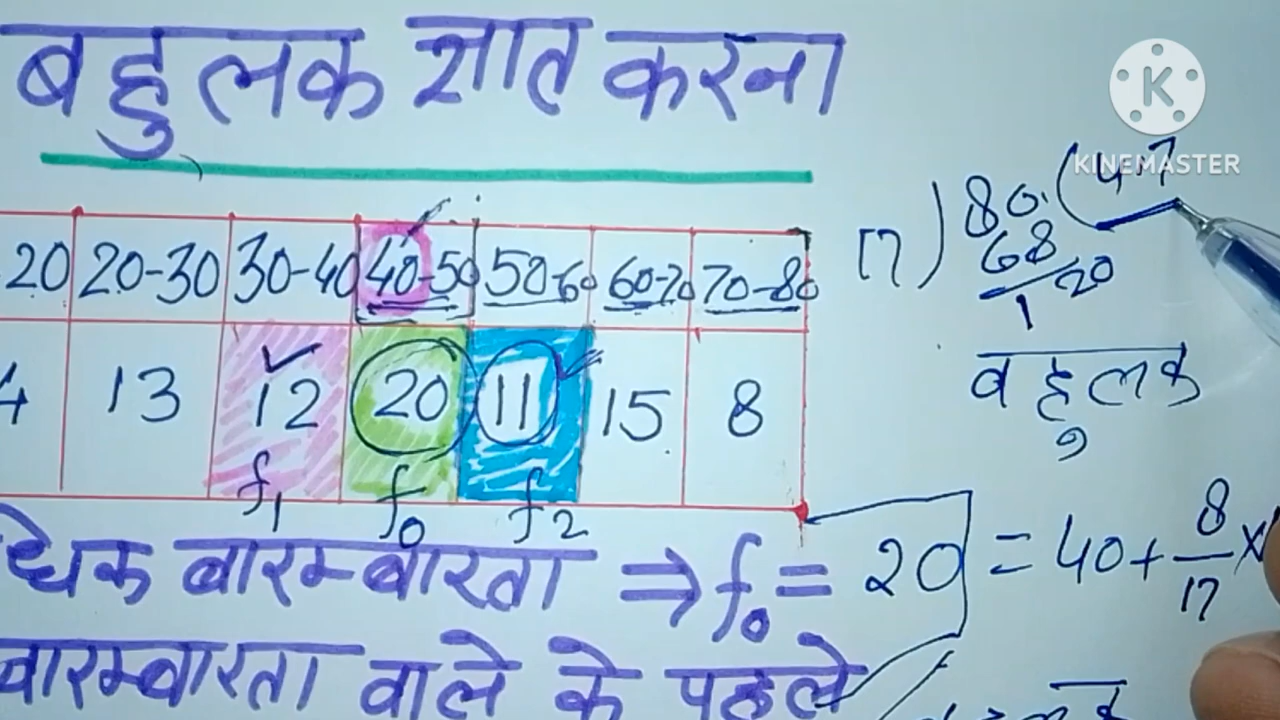 बहुलक ज्ञात करना
KINEMASTER
17) 80. (4.7
68
120
20 20-30 30-40 40-50 50-60 60-70 70-80
4 13 12 20 11 15 8
f1 f0 f2
बहुलक
= 40 + 8/17 ×
धिक बारम्बारता ⇒ f0 = 20
बारम्बारता वाले के पहले